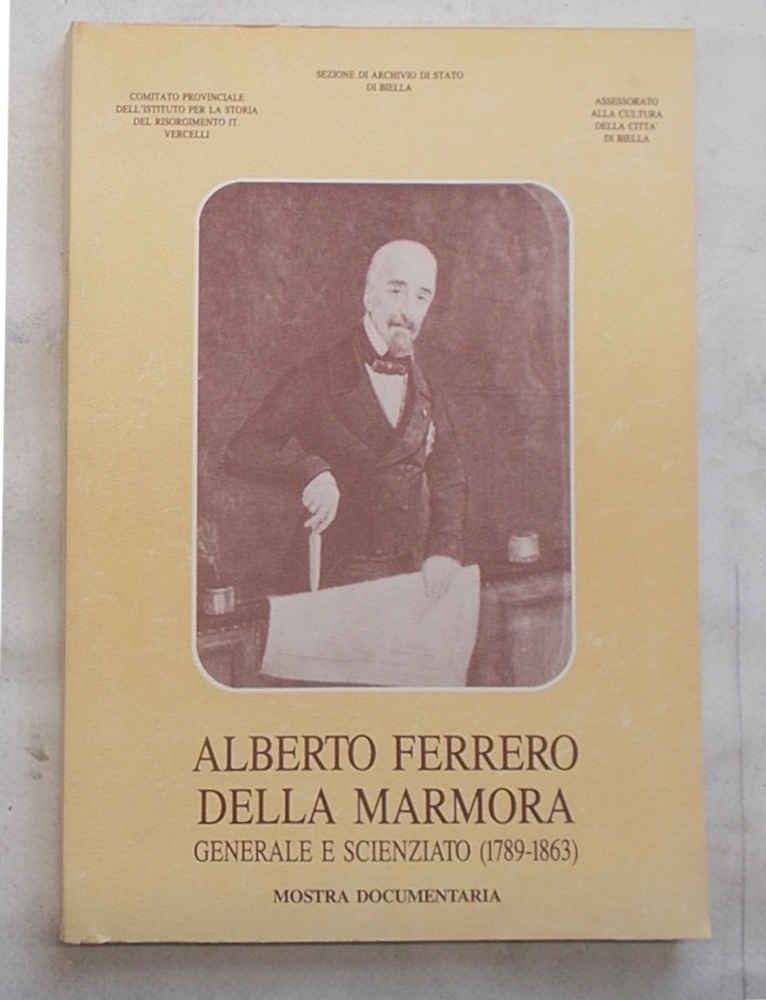 SEZIONE DI ARCHIVIO DI STATO
DI BIELLA
COMITATO PROVINCIALE
DELL'ISTITUTO PER LA STORIA
DEL RISORGIMENTO IT.
VERCELLI
ASSESSORATO
ALLA CULTURA
DELLA CITTA'
DI BIELLA
ALBERTO FERRERO
DELLA MARMORA
GENERALE E SCIENZIATO (1789-1863)
MOSTRA DOCUMENTARIA